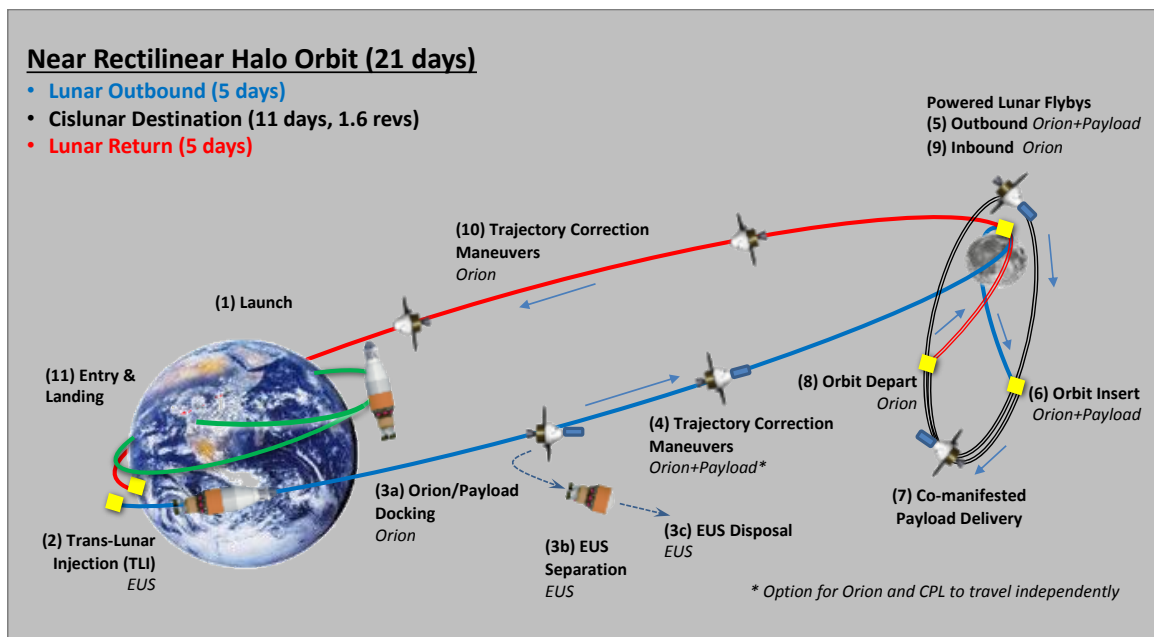 Near Rectilinear Halo Orbit (21 days)
• Lunar Outbound (5 days)
• Cislunar Destination (11 days, 1.6 revs)
• Lunar Return (5 days)
Powered Lunar Flybys
(5) Outbound Orion+Payload
(9) Inbound Orion
(10) Trajectory Correction
Maneuvers
Orion
(1) Launch
(11) Entry &
Landing
(8) Orbit Depart
Orion
(6) Orbit Insert
Orion+Payload
(4) Trajectory Correction
Maneuvers
Orion+Payload*
(3a) Orion/Payload
Docking
Orion
(7) Co-manifested
Payload Delivery
(2) Trans-Lunar
Injection (TLI)
EUS
(3b) EUS
Separation
EUS
(3c) EUS Disposal
EUS
* Option for Orion and CPL to travel independently